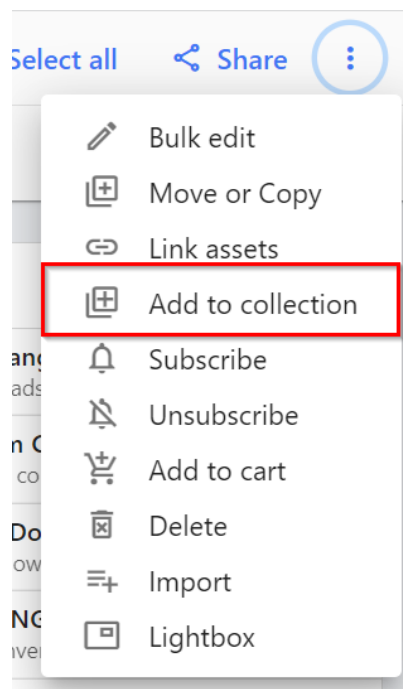 Select all Share
Bulk edit
Move or Copy
Link assets
Add to collection
Subscribe
Unsubscribe
Add to cart
Delete
Import
Lightbox